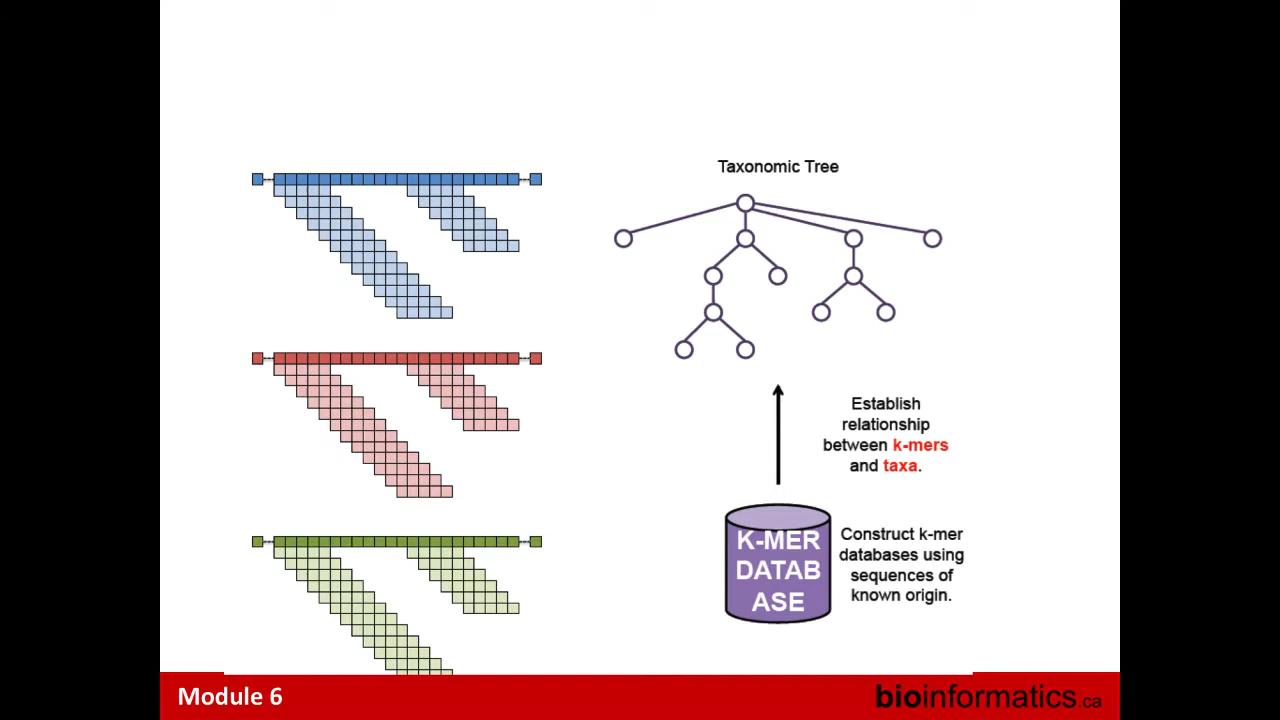 Taxonomic Tree
Establish
relationship
between k-mers
and taxa.
K-MER
DATAB
ASE
Construct k-mer
databases using
sequences of
known origin.
Module 6
bioinformatics.ca